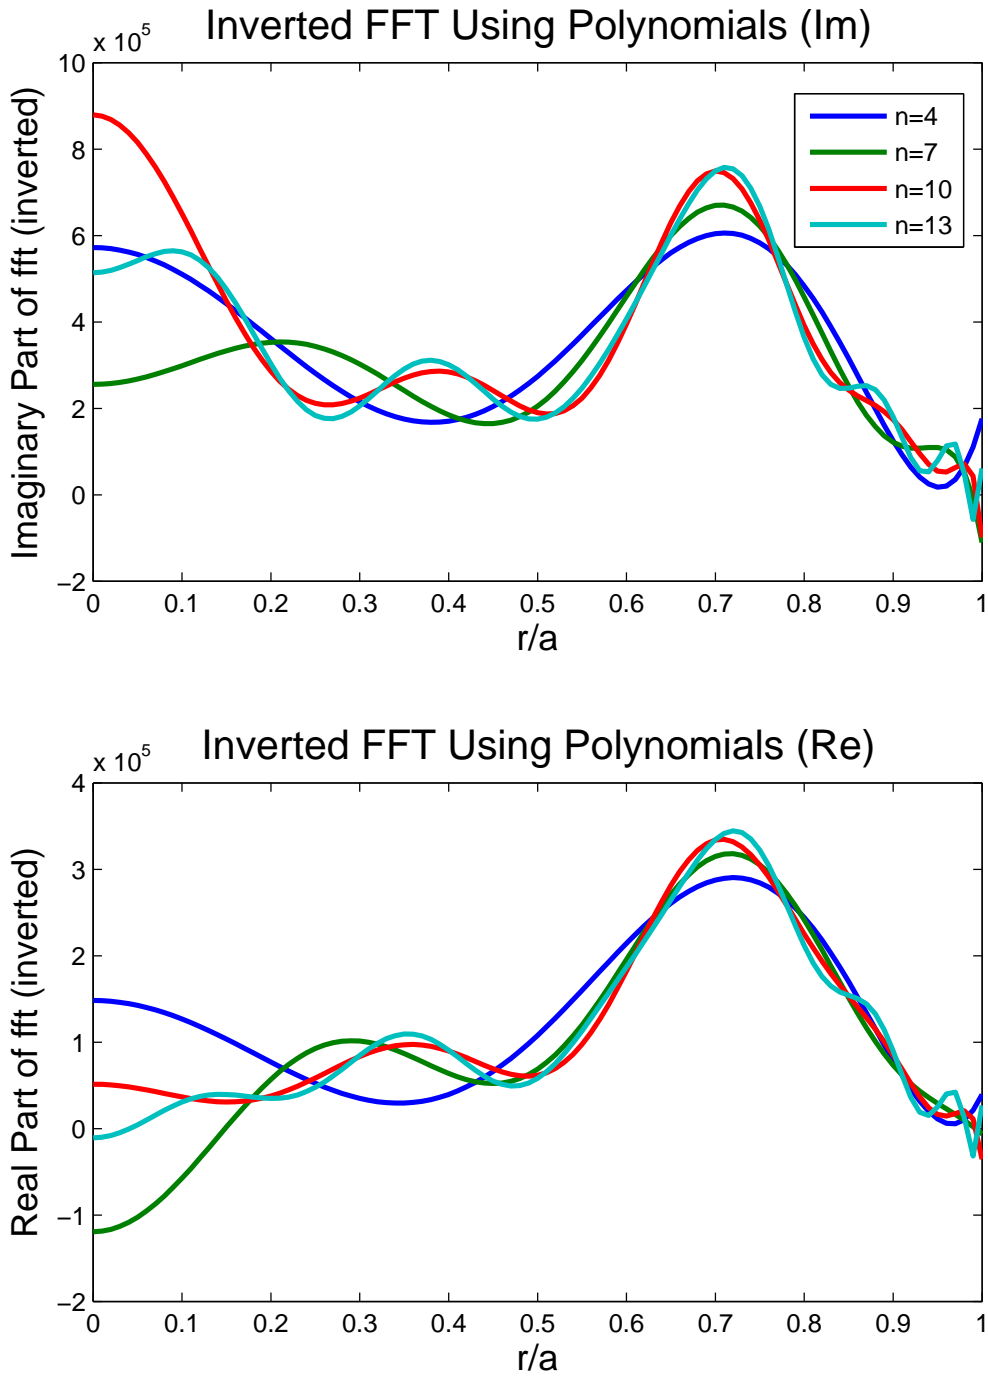 Inverted FFT Using Polynomials (Im)
x 10^5
10
8
6
4
2
0
−2
Imaginary Part of fft (inverted)
n=4
n=7
n=10
n=13
0 0.1 0.2 0.3 0.4 0.5 0.6 0.7 0.8 0.9 1
r/a
Inverted FFT Using Polynomials (Re)
x 10^5
4
3
2
1
0
−1
−2
Real Part of fft (inverted)
0 0.1 0.2 0.3 0.4 0.5 0.6 0.7 0.8 0.9 1
r/a